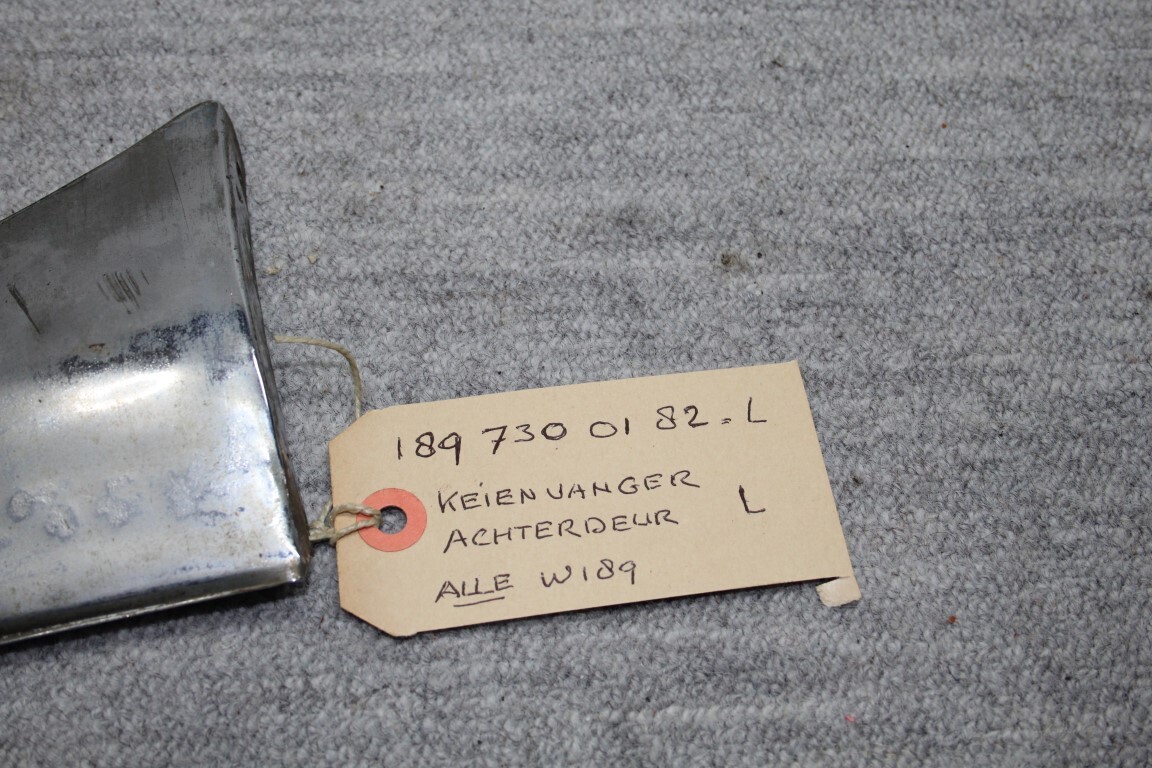 189 730 01 82 = L
KEIENVANGER L
ACHTERDEUR
ALLE W189